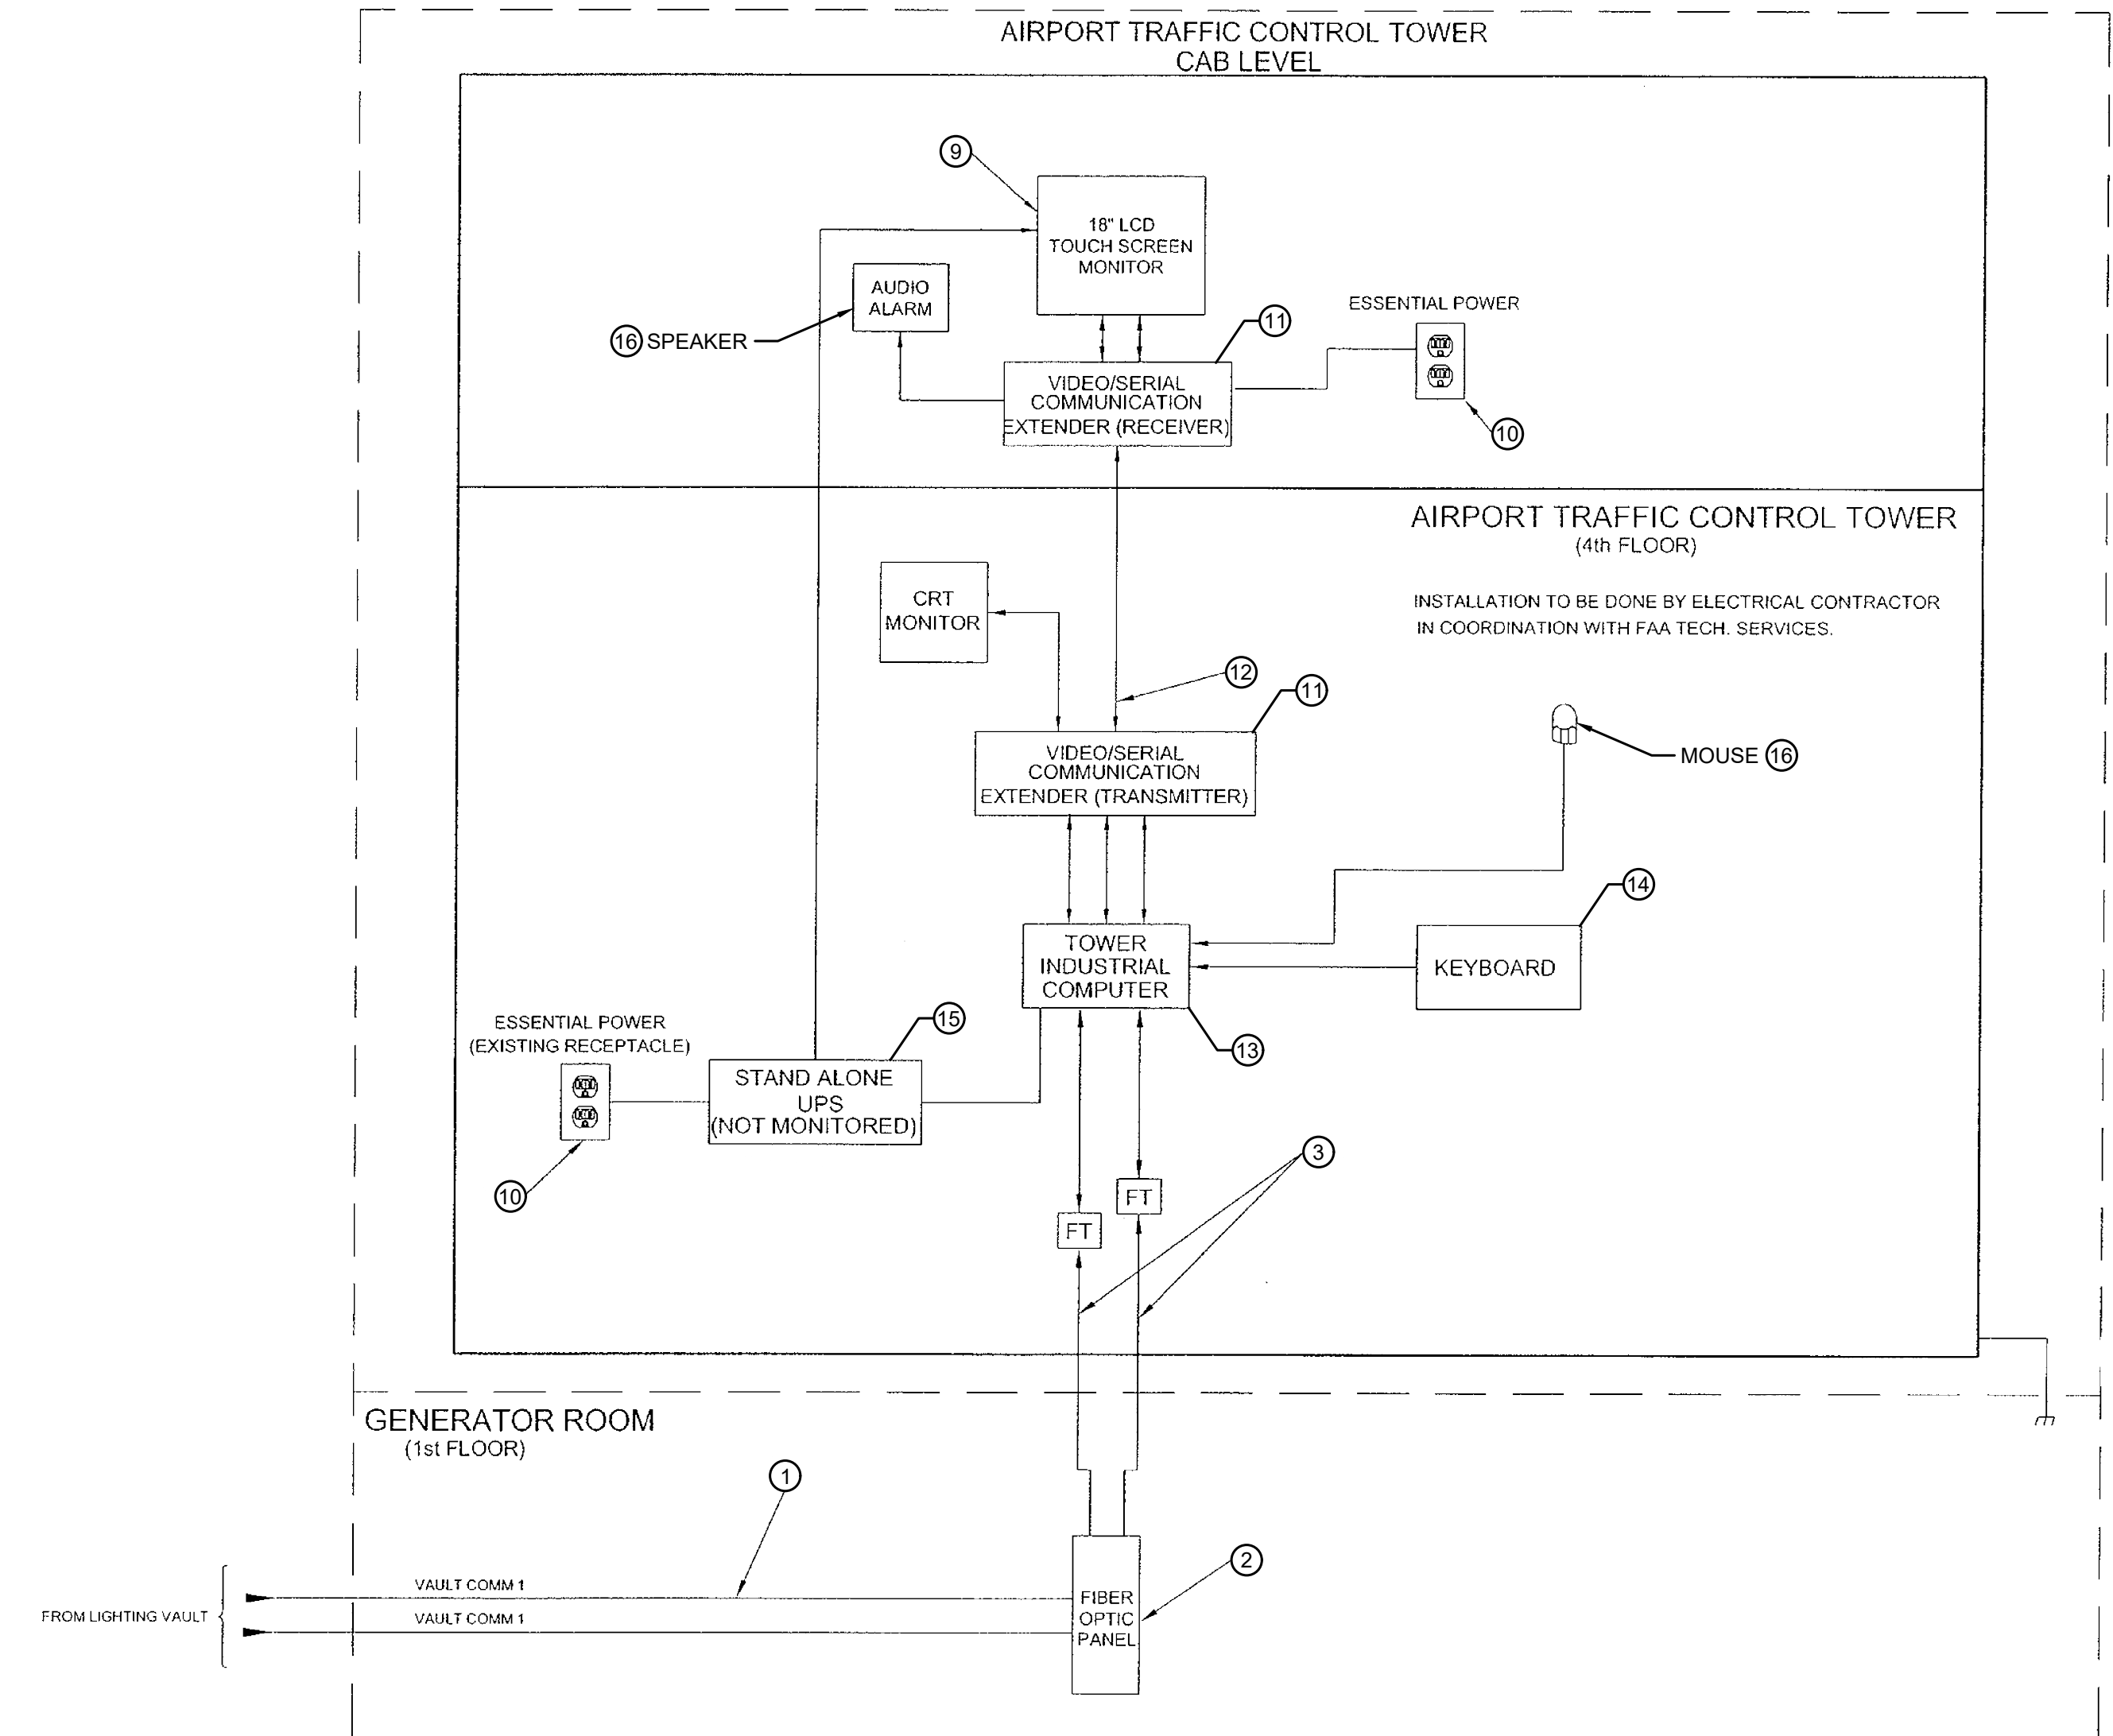 AIRPORT TRAFFIC CONTROL TOWER
CAB LEVEL
9
18" LCD
TOUCH SCREEN
MONITOR
AUDIO
ALARM
16 SPEAKER
11
ESSENTIAL POWER
10
VIDEO/SERIAL
COMMUNICATION
EXTENDER (RECEIVER)
AIRPORT TRAFFIC CONTROL TOWER
(4th FLOOR)
INSTALLATION TO BE DONE BY ELECTRICAL CONTRACTOR
IN COORDINATION WITH FAA TECH. SERVICES.
CRT
MONITOR
12
11
VIDEO/SERIAL
COMMUNICATION
EXTENDER (TRANSMITTER)
MOUSE 16
14
KEYBOARD
TOWER
INDUSTRIAL
COMPUTER
13
15
ESSENTIAL POWER
(EXISTING RECEPTACLE)
STAND ALONE
UPS
(NOT MONITORED)
10
3
FT
FT
GENERATOR ROOM
(1st FLOOR)
1
2
VAULT COMM 1
FROM LIGHTING VAULT
VAULT COMM 1
FIBER
OPTIC
PANEL